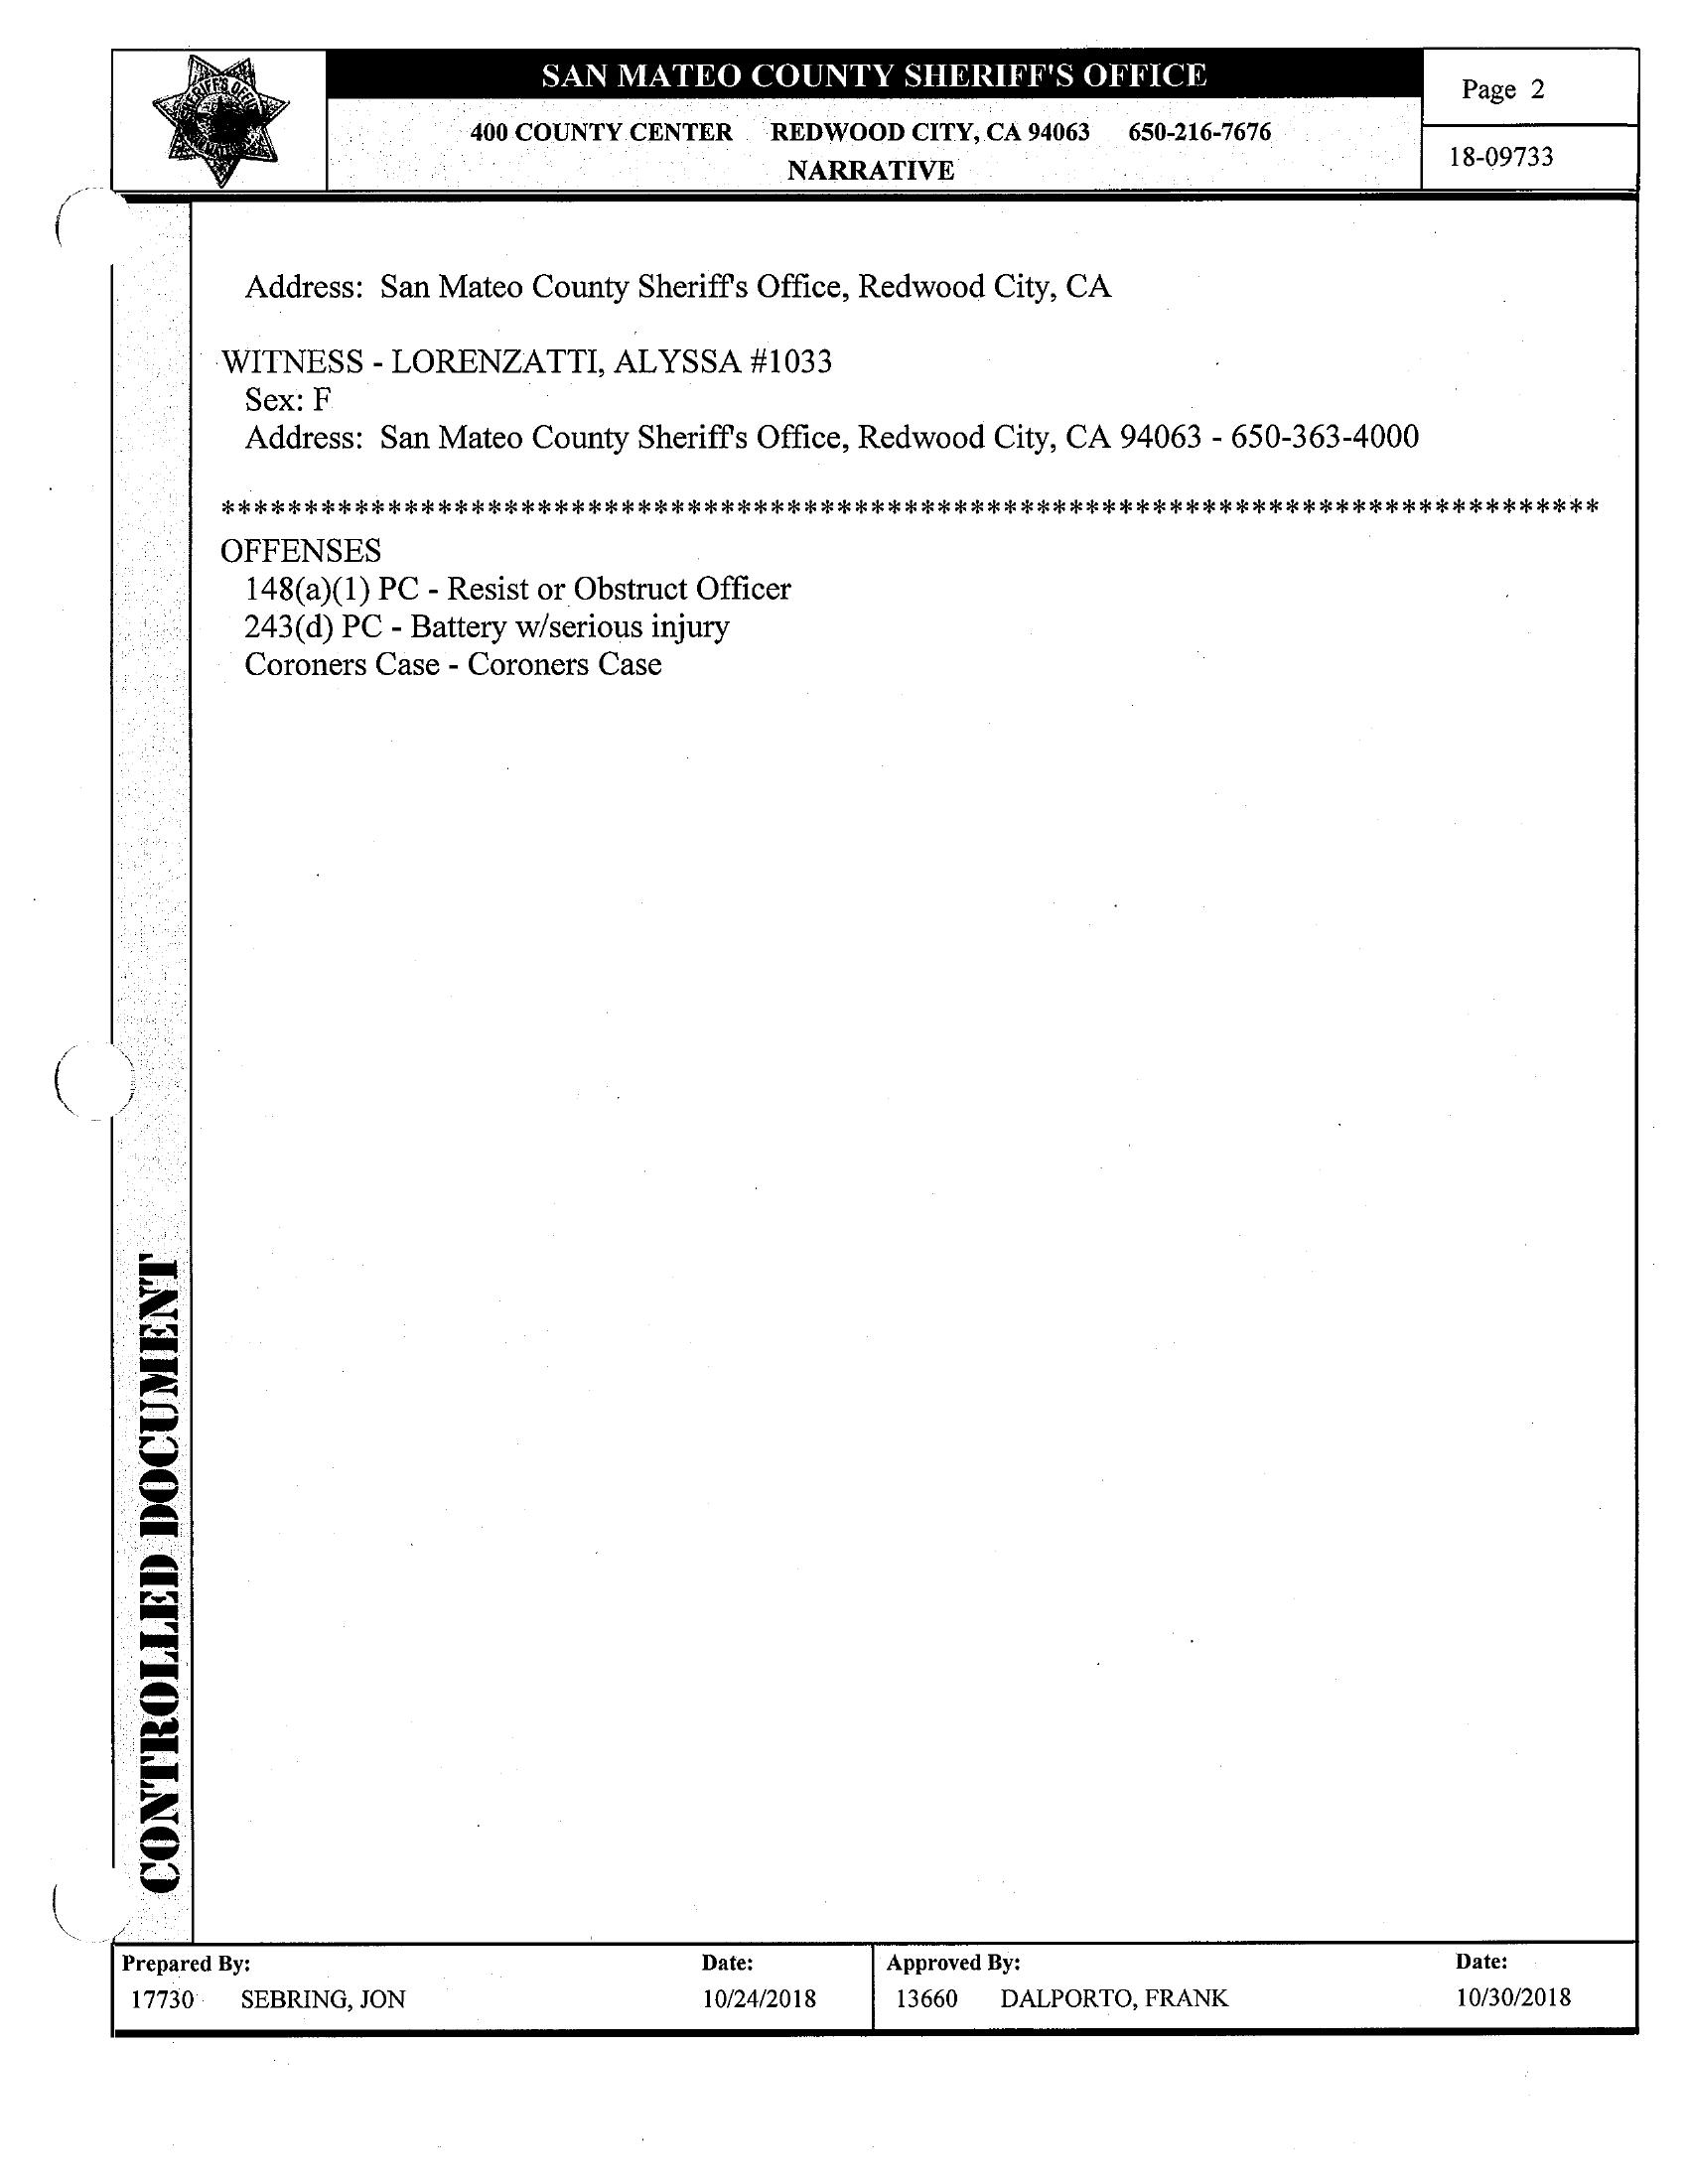 SAN MATEO COUNTY SHERIFF'S OFFICE
Page 2
400 COUNTY CENTER REDWOOD CITY, CA 94063 650-216-7676
NARRATIVE
18-09733
Address: San Mateo County Sheriff's Office, Redwood City, CA
WITNESS - LORENZATTI, ALYSSA #1033
Sex: F
Address: San Mateo County Sheriff's Office, Redwood City, CA 94063 - 650-363-4000
***********************************************************************************
OFFENSES
148(a)(1) PC - Resist or Obstruct Officer
243(d) PC - Battery w/serious injury
Coroners Case - Coroners Case
CONTROLLED DOCUMENT
Prepared By: Date: Approved By: Date:
17730 SEBRING, JON 10/24/2018 13660 DALPORTO, FRANK 10/30/2018